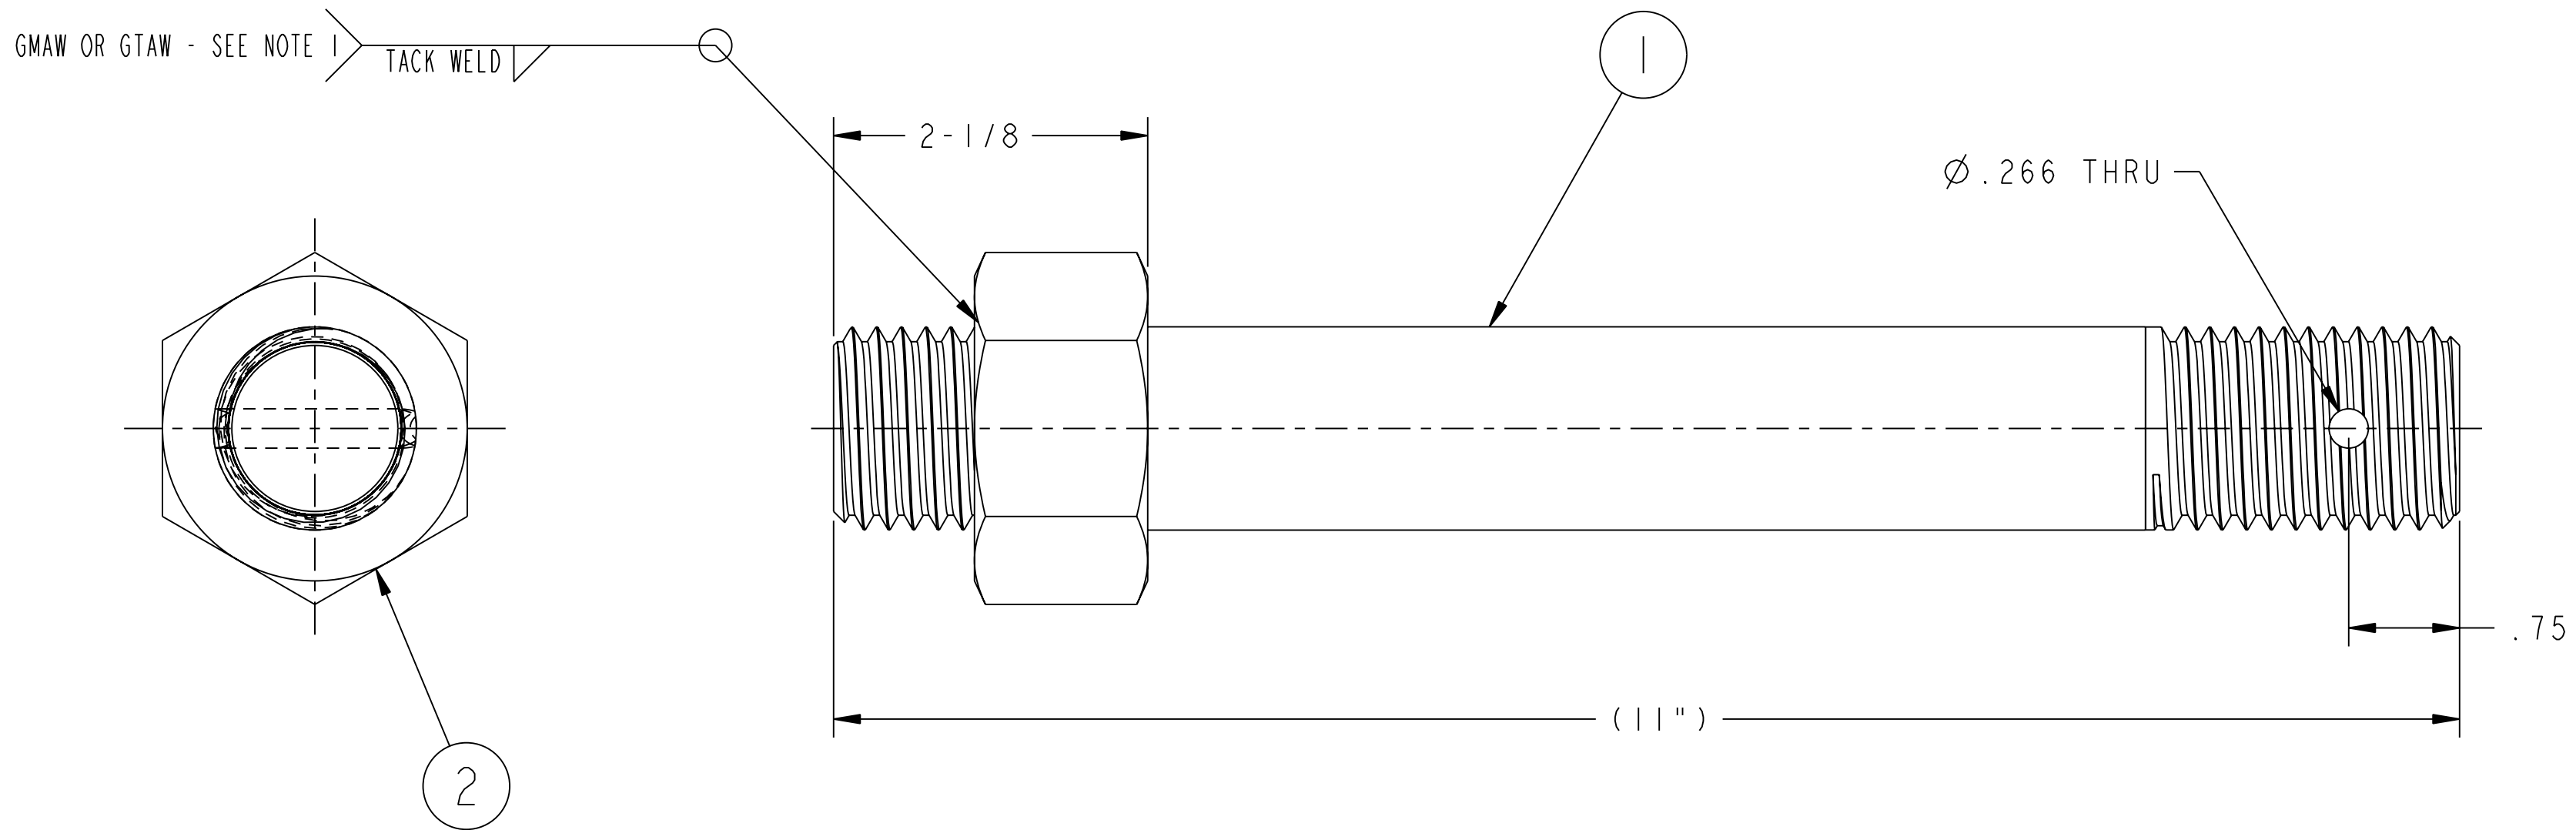 GMAW OR GTAW - SEE NOTE 1
TACK WELD
1
2-1/8
Ø.266 THRU
.75
(11")
2